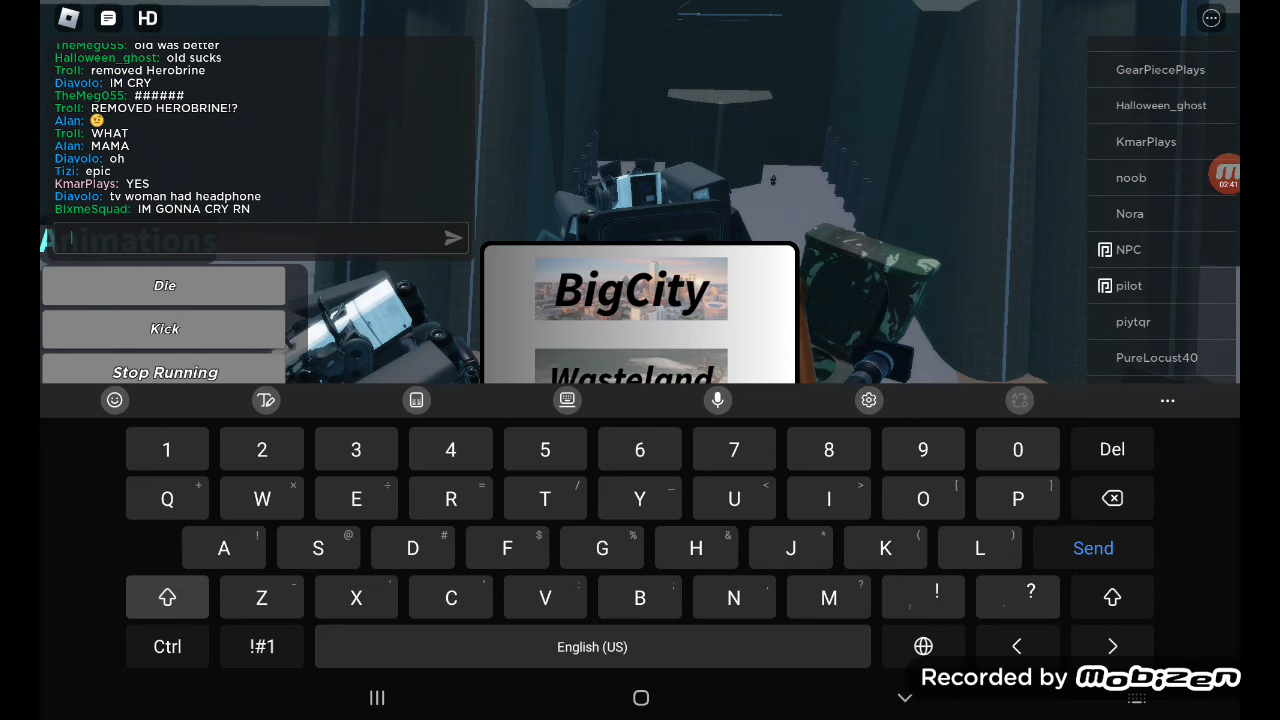 HD
TheMeg055: old was better
Halloween_ghost: old sucks
Troll: removed Herobrine
Diavolo: IM CRY
TheMeg055: ######
Troll: REMOVED HEROBRINE!?
Alan: 🤨
Troll: WHAT
Alan: MAMA
Diavolo: oh
Tizi: epic
KmarPlays: YES
Diavolo: tv woman had headphone
BlxmeSquad: IM GONNA CRY RN
Animations
Die
Kick
Stop Running
BigCity
Wasteland
GearPiecePlays
Halloween_ghost
KmarPlays
noob
Nora
NPC
pilot
piytqr
PureLocust40
02:41
1 2 3 4 5 6 7 8 9 0 Del
Q + W × E ÷ R = T / Y _ U < I > O [ P ]
A ! S @ D # F $ G % H & J * K ( L ) Send
Z - X ' C " V : B ; N , M ? ! , ? .
Ctrl !#1 English (US) < >
Recorded by mobizen